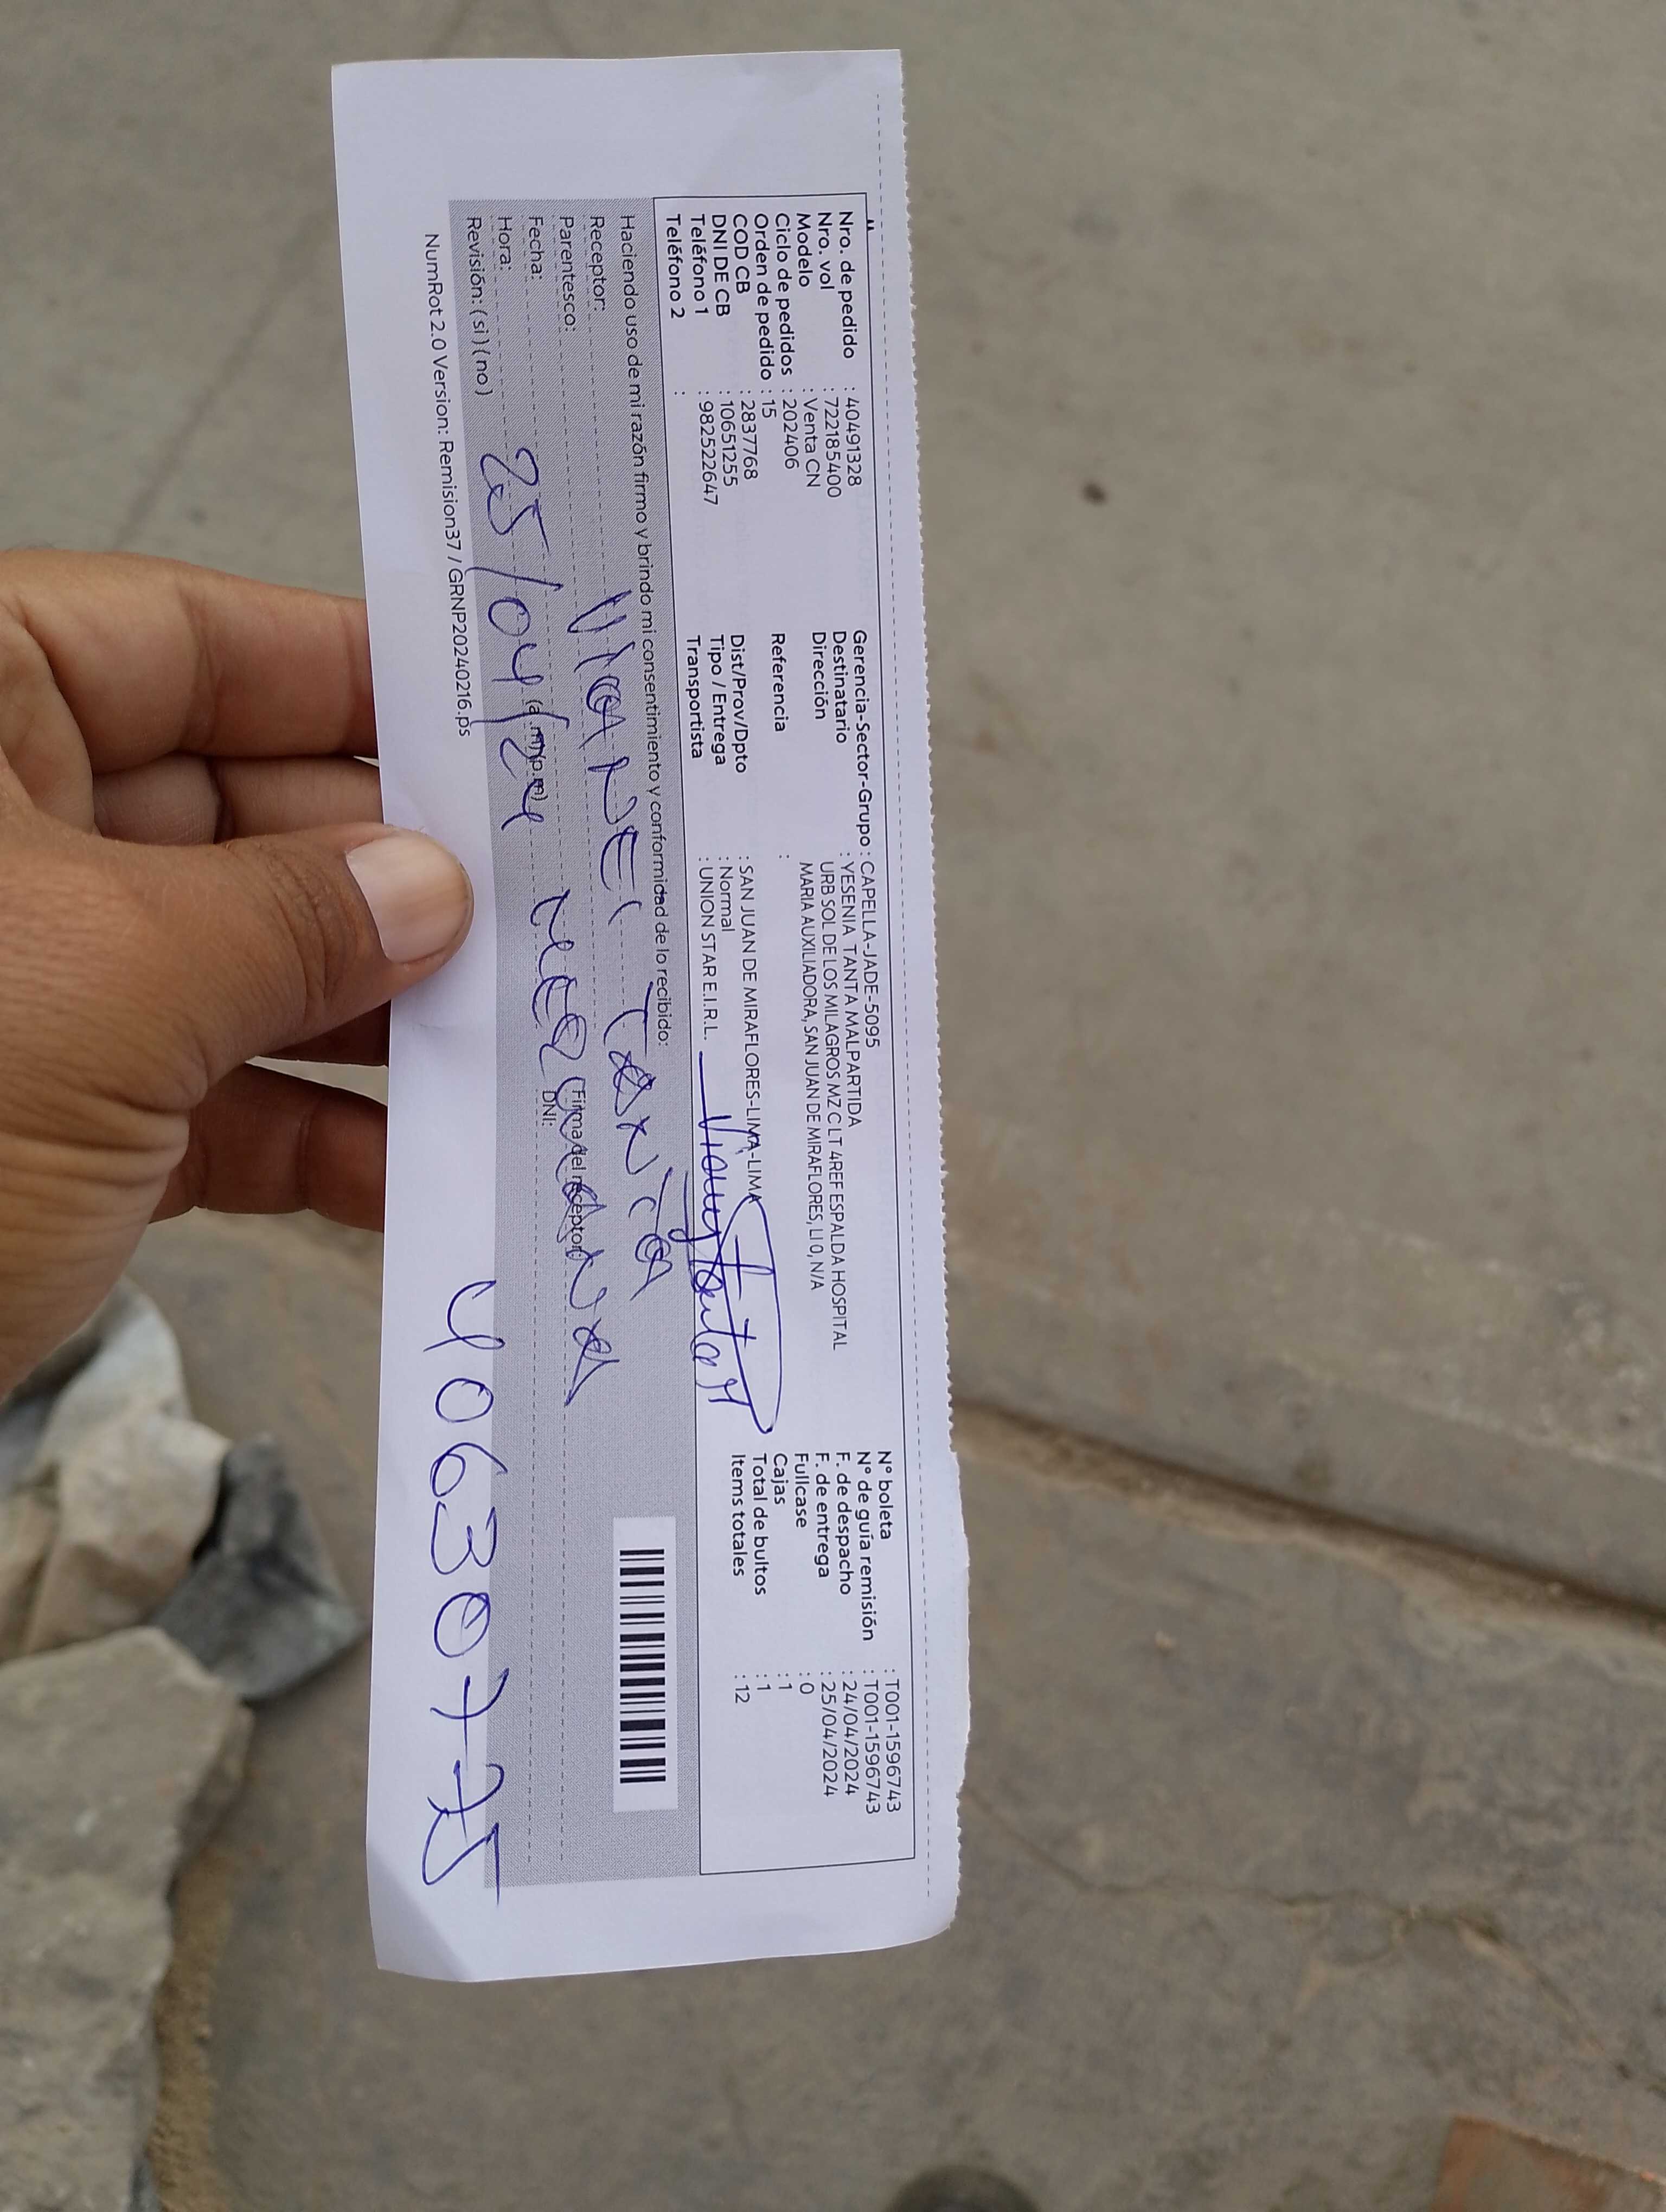 Nro. de pedido : 40491328
Nro. vol : 722185400
Modelo : Venta CN
Ciclo de pedidos : 202406
Orden de pedido : 15
COD CB : 2837768
DNI DE CB : 10651255
Teléfono 1 : 982522647
Teléfono 2 :
Gerencia-Sector-Grupo : CAPELLA-JADE-5095
Destinatario : YESENIA TANTA MALPARTIDA
Dirección URB SOL DE LOS MILAGROS MZ C LT 4REF ESPALDA HOSPITAL
MARIA AUXILIADORA, SAN JUAN DE MIRAFLORES, LI 0, N/A
Referencia :
Dist/Prov/Dpto : SAN JUAN DE MIRAFLORES-LIMA-LIMA
Tipo / Entrega : Normal
Transportista : UNION STAR E.I.R.L.
N° boleta : T001-1596743
N° de guía remisión : T001-1596743
F. de despacho : 24/04/2024
F. de entrega : 25/04/2024
Fullcase : 0
Cajas : 1
Total de bultos : 1
Items totales : 12
Haciendo uso de mi razón firmo y brindo mi consentimiento y conformidad de lo recibido:
Receptor:
Parentesco:
Fecha:
Hora: (a.m)(p.m)
Revisión: (si) (no)
(Firma del receptor)
DNI:
25/04/24
40630775
NumRot 2.0 Version: Remision37 / GRNP20240216.ps